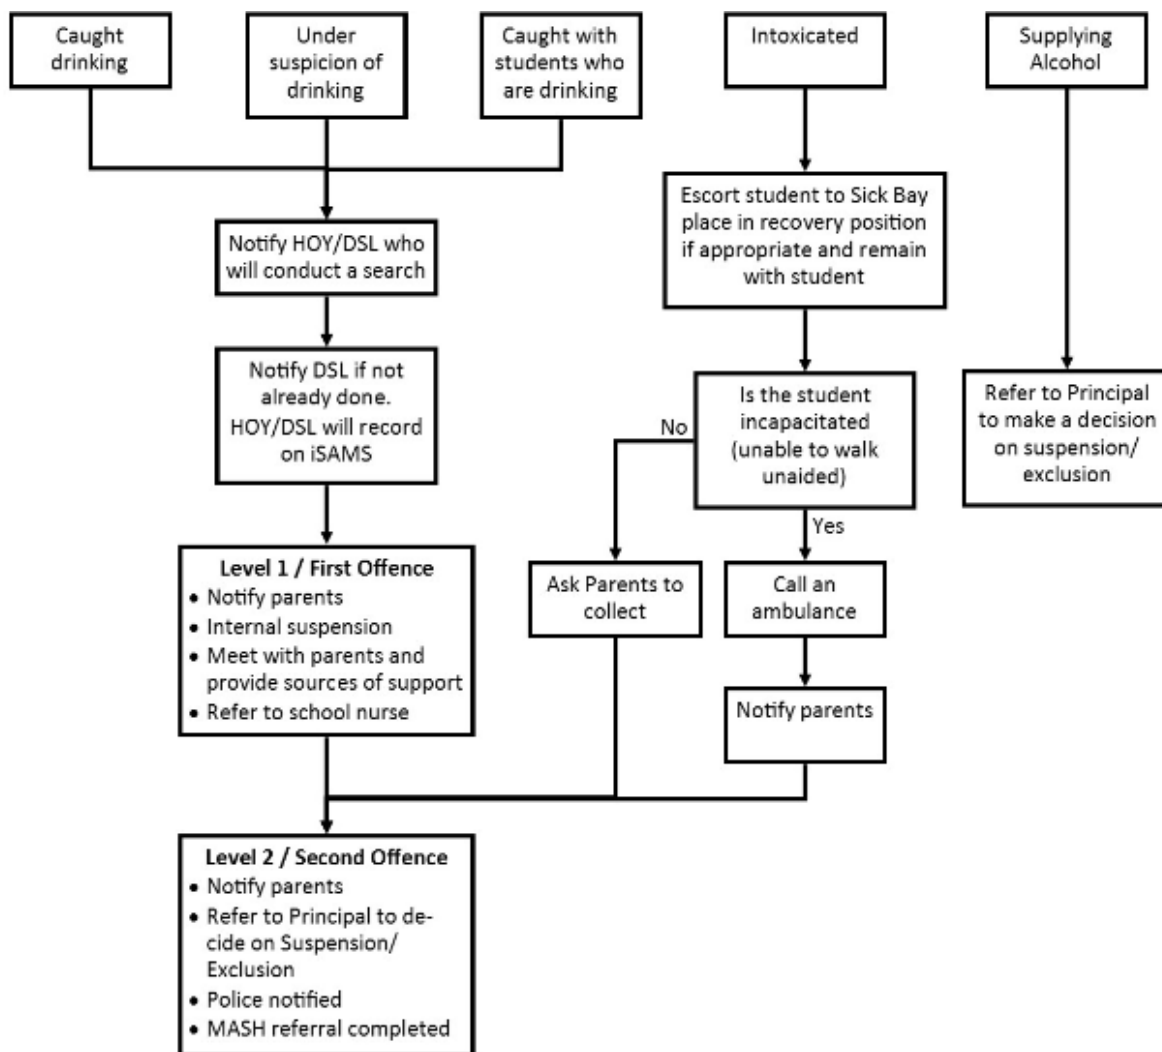 Caught
drinking
Under
suspicion of
drinking
Caught with
students who
are drinking
Intoxicated
Supplying
Alcohol
Notify HOY/DSL who
will conduct a search
Escort student to Sick Bay
place in recovery position
if appropriate and remain
with student
Notify DSL if not
already done.
HOY/DSL will record
on iSAMS
No
Is the student
incapacitated
(unable to walk
unaided)
Yes
Refer to Principal
to make a decision
on suspension/
exclusion
Level 1 / First Offence
• Notify parents
• Internal suspension
• Meet with parents and
provide sources of support
• Refer to school nurse
Ask Parents to
collect
Call an
ambulance
Notify parents
Level 2 / Second Offence
• Notify parents
• Refer to Principal to de-
cide on Suspension/
Exclusion
• Police notified
• MASH referral completed